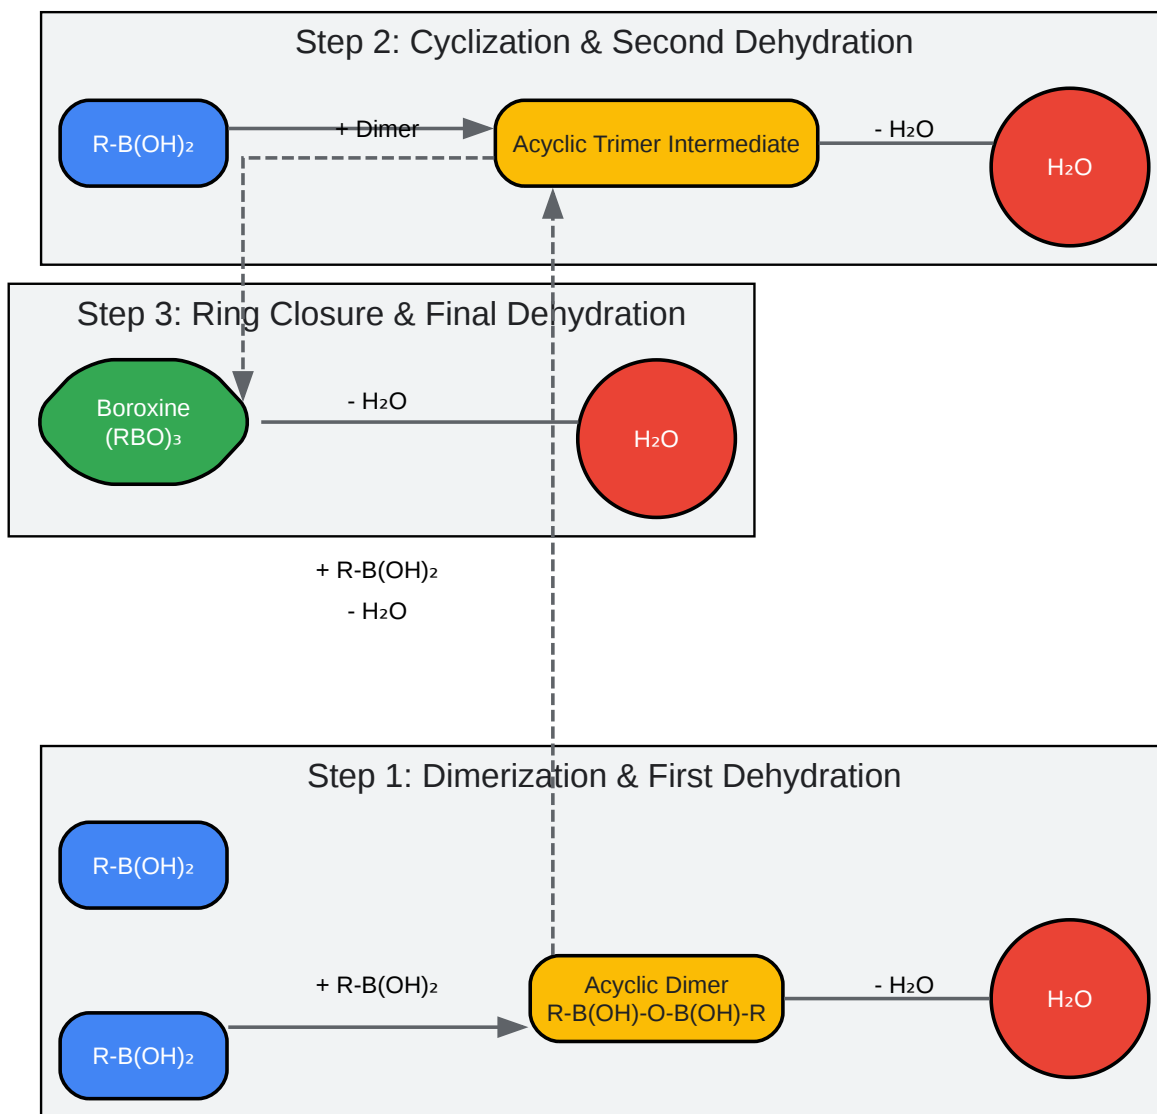 Step 2: Cyclization & Second Dehydration
R-B(OH)₂
+ Dimer
Acyclic Trimer Intermediate
- H₂O
H₂O
Step 3: Ring Closure & Final Dehydration
Boroxine
(RBO)₃
- H₂O
H₂O
+ R-B(OH)₂
- H₂O
Step 1: Dimerization & First Dehydration
R-B(OH)₂
R-B(OH)₂
+ R-B(OH)₂
Acyclic Dimer
R-B(OH)-O-B(OH)-R
- H₂O
H₂O